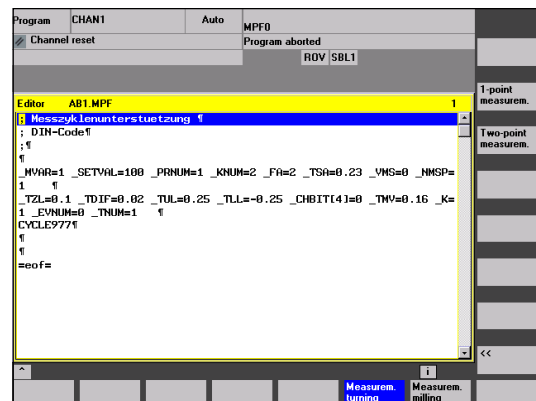 Program CHAN1 Auto MPF0
Channel reset Program aborted
ROV SBL1
1-point
measurem.
Editor AB1.MPF 1
; Messzyklenunterstuetzung ¶
Two-point
measurem.
; DIN-Code¶
;¶
¶
_MVAR=1 _SETVAL=100 _PRNUM=1 _KNUM=2 _FA=2 _TSA=0.23 _VMS=0 _NMSP=
1 ¶
_TZL=0.1 _TDIF=0.02 _TUL=0.25 _TLL=-0.25 _CHBIT[4]=0 _TMV=0.16 _K=
1 _EVNUM=0 _TNUM=1 ¶
CYCLE977¶
¶
¶
=eof=
<<
^ i
Measurem.
turning
Measurem.
milling